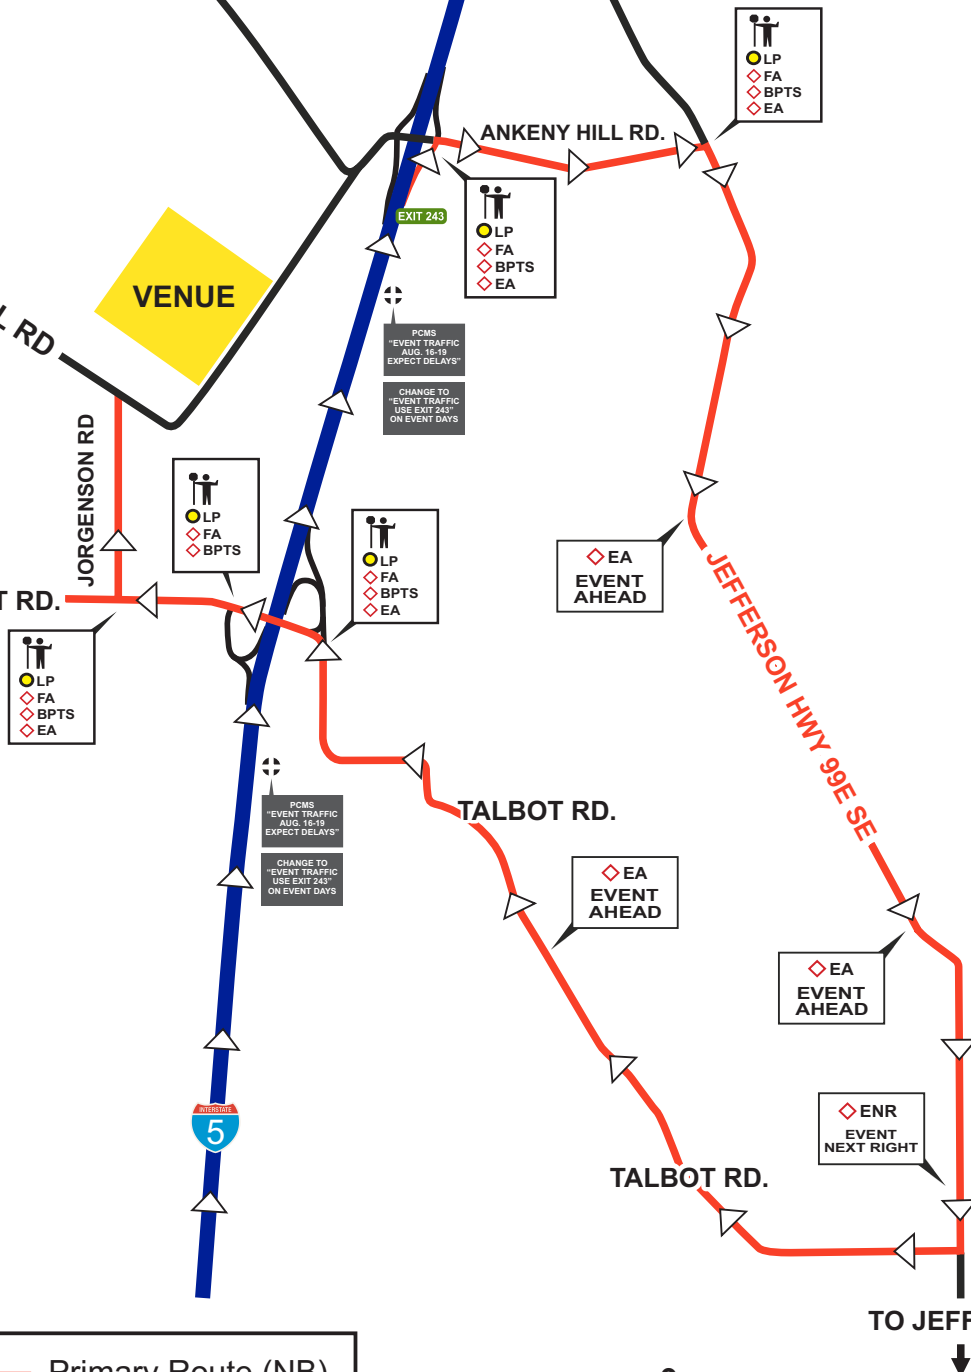 LP
FA
BPTS
EA
ANKENY HILL RD.
EXIT 243
LP
FA
BPTS
EA
VENUE
L RD
PCMS
“EVENT TRAFFIC
AUG. 16-19
EXPECT DELAYS”
CHANGE TO
“EVENT TRAFFIC
USE EXIT 243”
ON EVENT DAYS
JORGENSON RD
LP
FA
BPTS
LP
FA
BPTS
EA
EA
EVENT
AHEAD
T RD.
LP
FA
BPTS
EA
JEFFERSON HWY 99E SE
PCMS
“EVENT TRAFFIC
AUG. 16-19
EXPECT DELAYS”
CHANGE TO
“EVENT TRAFFIC
USE EXIT 243”
ON EVENT DAYS
TALBOT RD.
EA
EVENT
AHEAD
EA
EVENT
AHEAD
INTERSTATE
5
ENR
EVENT
NEXT RIGHT
TALBOT RD.
TO JEFF
Primary Route (NB)